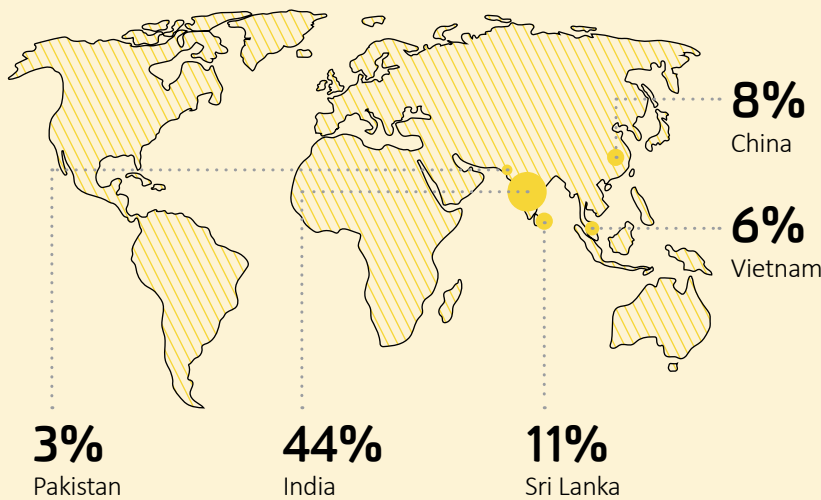 8%
China
6%
Vietnam
3%
Pakistan
44%
India
11%
Sri Lanka